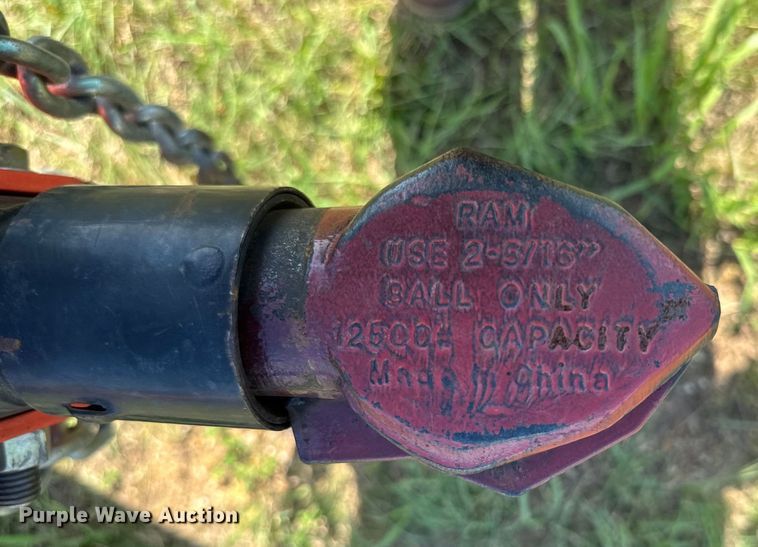 RAM
USE 2-5/16"
BALL ONLY
12500# CAPACITY
Made in China
Purple Wave Auction